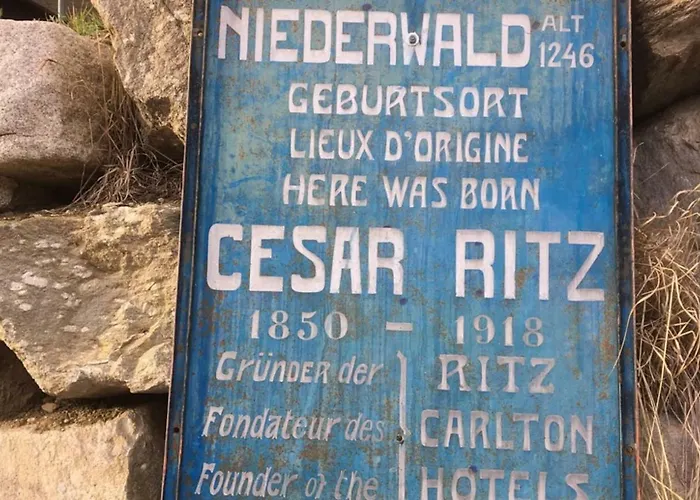 NIEDERWALD ALT 1246
GEBURTSORT
LIEUX D'ORIGINE
HERE WAS BORN
CESAR RITZ
1850 – 1918
Gründer der RITZ
Fondateur des CARLTON
Founder of the HOTELS